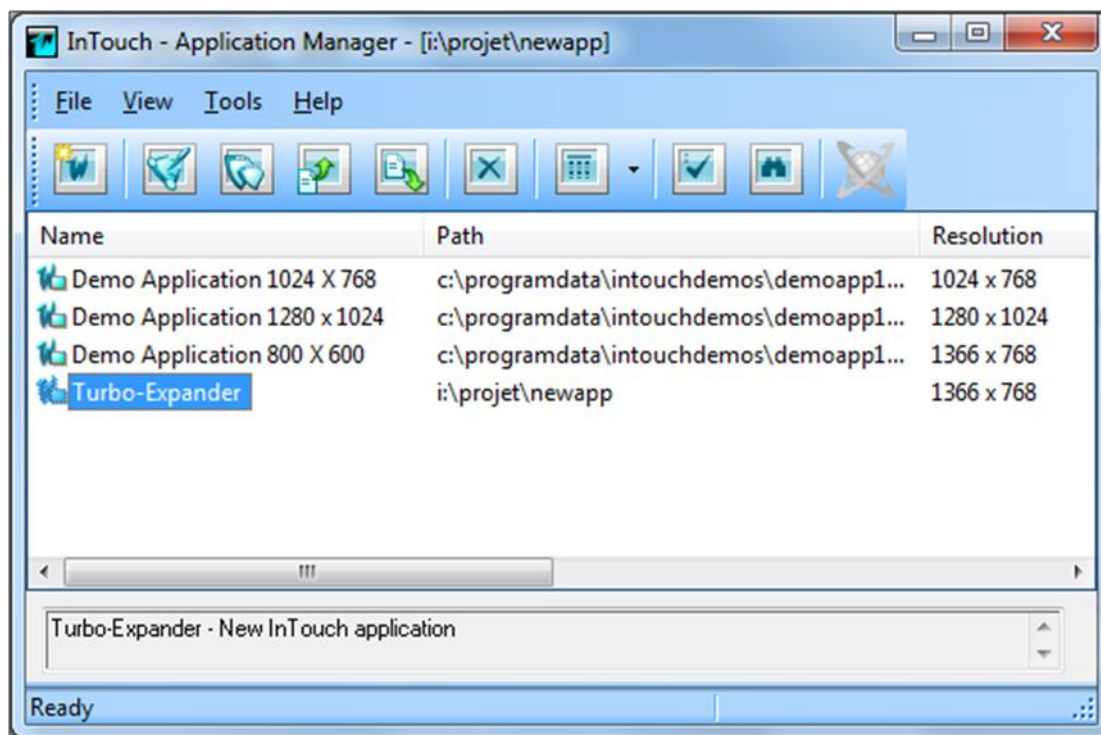 InTouch - Application Manager - [i:\projet\newapp]
File View Tools Help
Name Path Resolution
Demo Application 1024 X 768 c:\programdata\intouchdemos\demoapp1... 1024 x 768
Demo Application 1280 x 1024 c:\programdata\intouchdemos\demoapp1... 1280 x 1024
Demo Application 800 X 600 c:\programdata\intouchdemos\demoapp1... 1366 x 768
Turbo-Expander i:\projet\newapp 1366 x 768
Turbo-Expander - New InTouch application
Ready